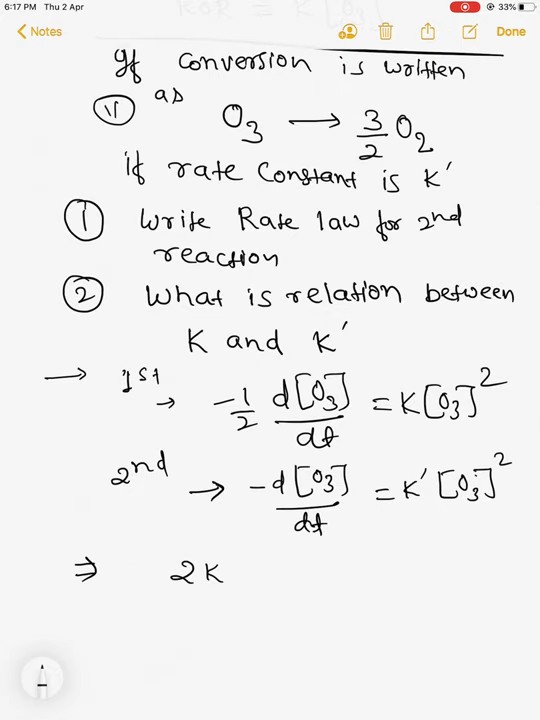 6:17 PM Thu 2 Apr
33%
Notes
Done
If conversion is written
(ii) as O₃ → 3/2 O₂
if rate constant is K′
① Write Rate law for 2nd
reaction
② What is relation between
K and K′
→ 1st → -1/2 d[O₃]/dt = K[O₃]²
2nd → -d[O₃]/dt = K′[O₃]²
⇒ 2K